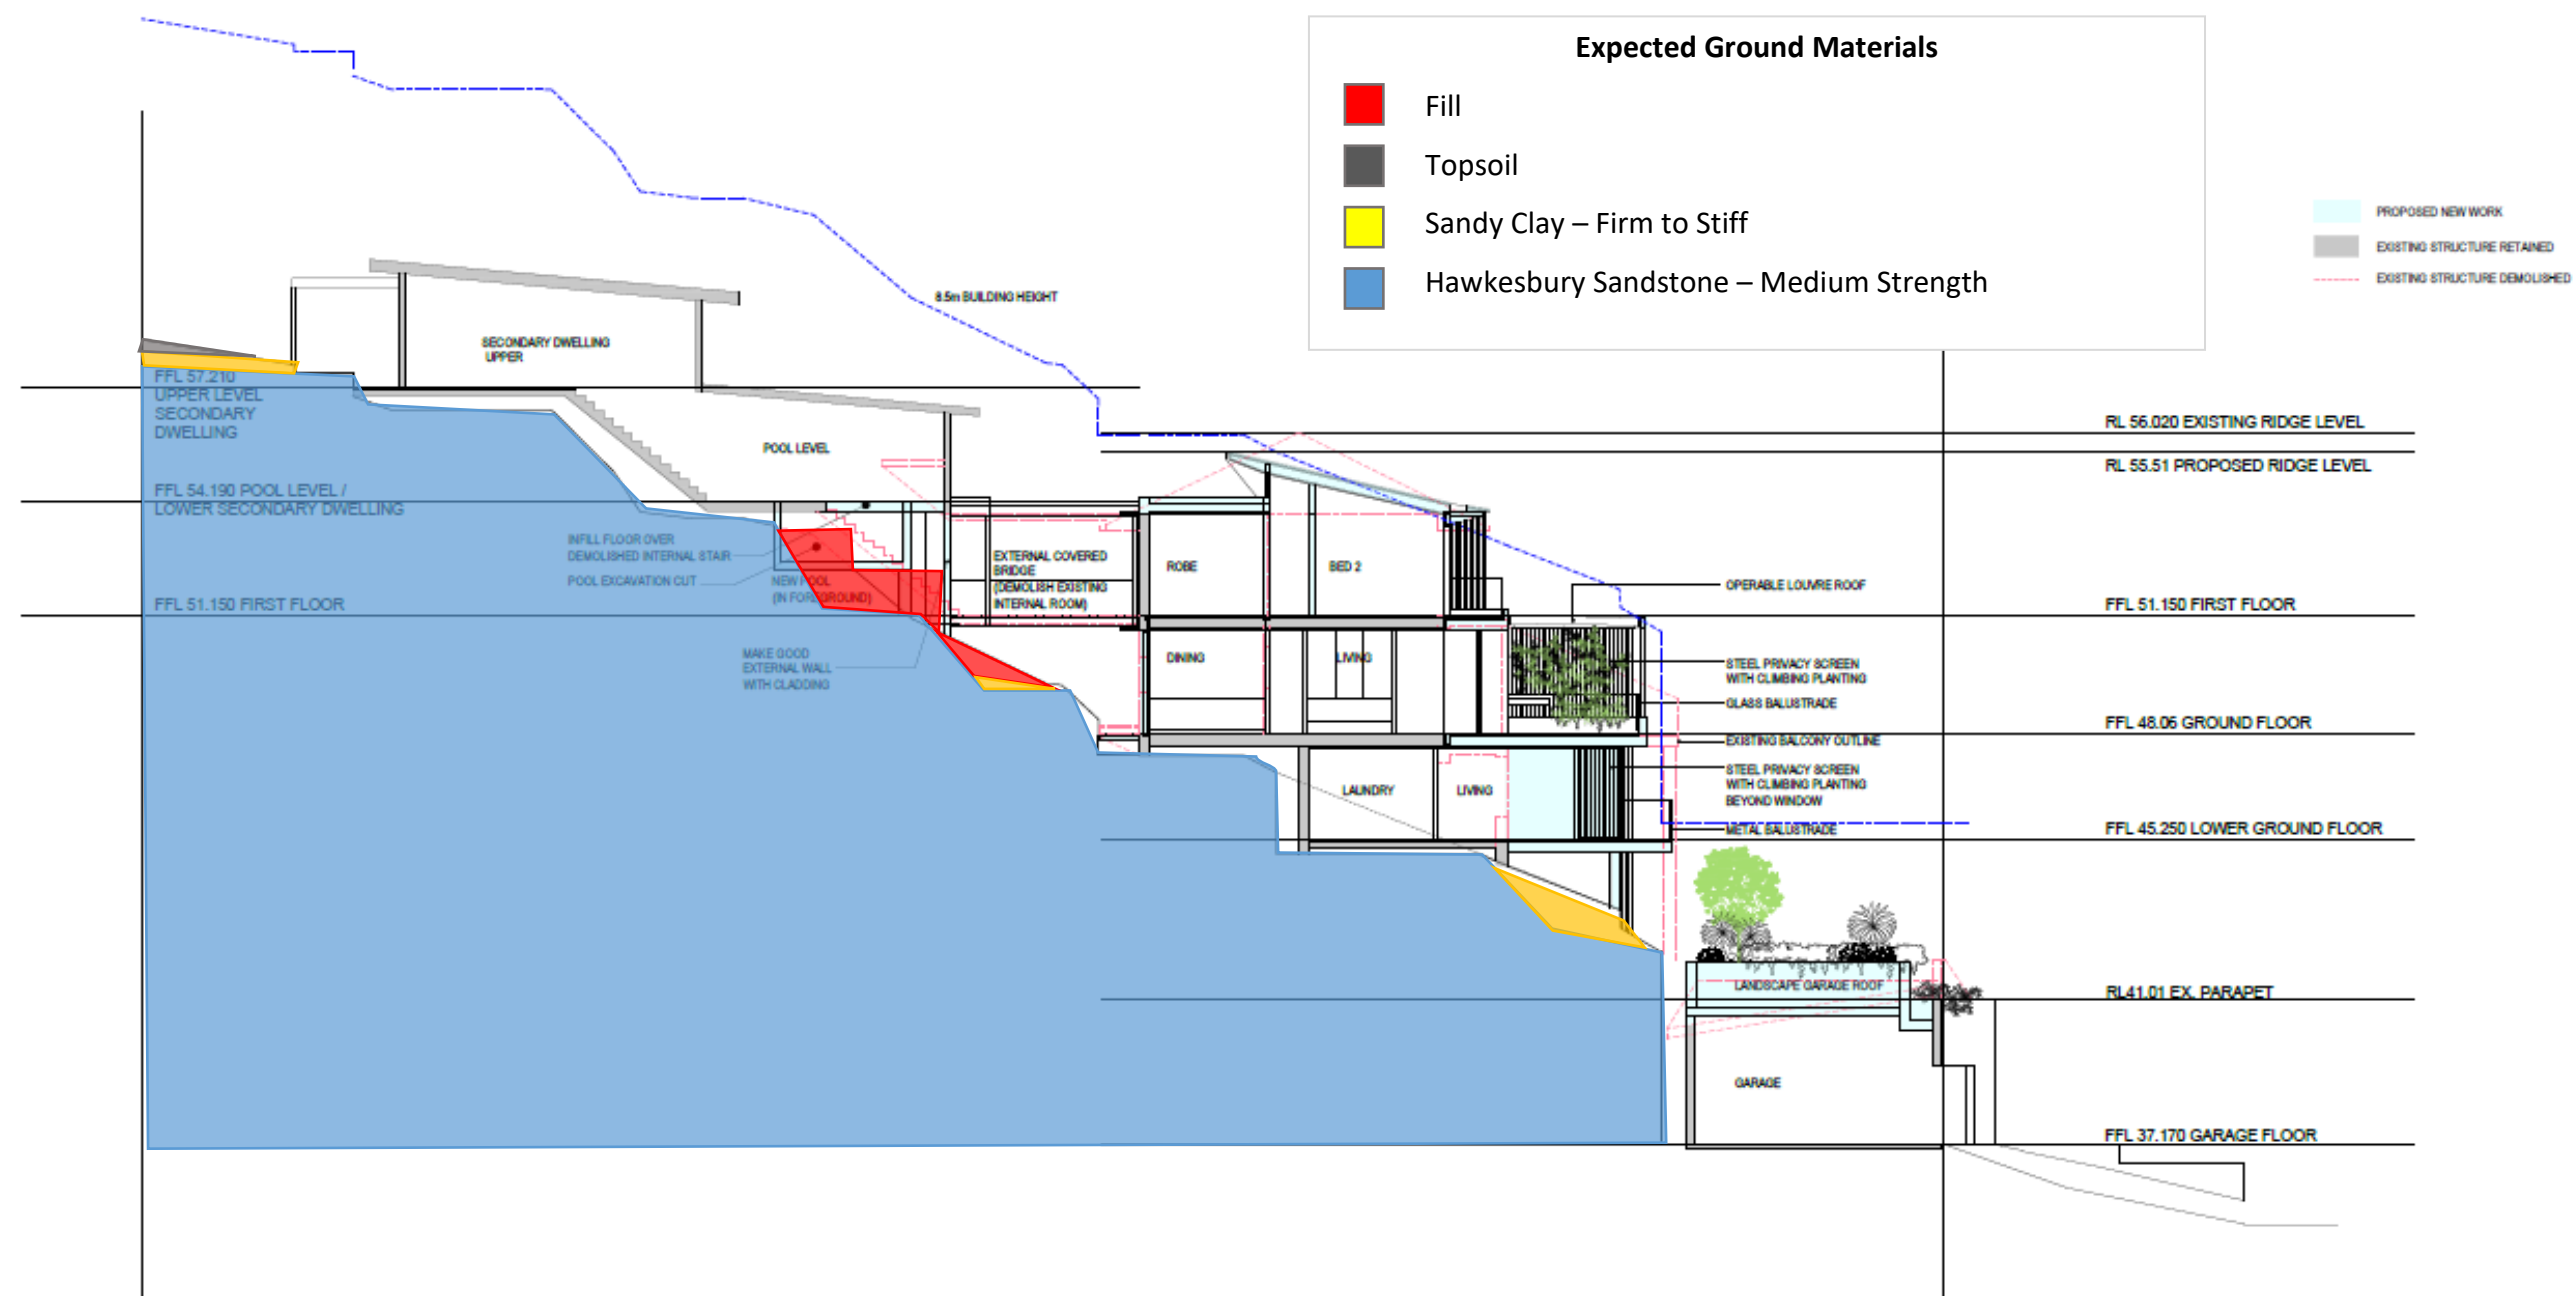 Expected Ground Materials
Fill
Topsoil
Sandy Clay – Firm to Stiff
Hawkesbury Sandstone – Medium Strength
PROPOSED NEW WORK
EXISTING STRUCTURE RETAINED
EXISTING STRUCTURE DEMOLISHED
8.5m BUILDING HEIGHT
SECONDARY DWELLING
UPPER
FFL 57.210
UPPER LEVEL
SECONDARY
DWELLING
POOL LEVEL
RL 56.020 EXISTING RIDGE LEVEL
RL 55.51 PROPOSED RIDGE LEVEL
FFL 54.190 POOL LEVEL /
LOWER SECONDARY DWELLING
INFILL FLOOR OVER
DEMOLISHED INTERNAL STAIR
POOL EXCAVATION CUT
NEW POOL
(IN FOREGROUND)
EXTERNAL COVERED
BRIDGE
(DEMOLISH EXISTING
INTERNAL ROOM)
ROBE
BED 2
OPERABLE LOUVRE ROOF
FFL 51.150 FIRST FLOOR
FFL 51.150 FIRST FLOOR
MAKE GOOD
EXTERNAL WALL
WITH CLADDING
DINING
LIVING
STEEL PRIVACY SCREEN
WITH CLIMBING PLANTING
GLASS BALUSTRADE
FFL 48.06 GROUND FLOOR
EXISTING BALCONY OUTLINE
STEEL PRIVACY SCREEN
WITH CLIMBING PLANTING
BEYOND WINDOW
LAUNDRY
LIVING
METAL BALUSTRADE
FFL 45.250 LOWER GROUND FLOOR
LANDSCAPE GARAGE ROOF
RL41.01 EX. PARAPET
GARAGE
FFL 37.170 GARAGE FLOOR